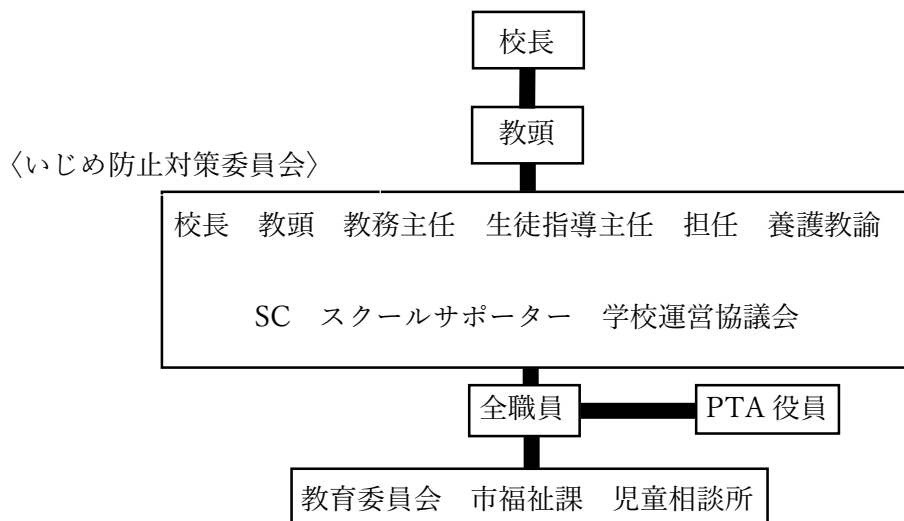 校長
教頭
〈いじめ防止対策委員会〉
校長　教頭　教務主任　生徒指導主任　担任　養護教諭
SC　スクールサポーター　学校運営協議会
全職員　PTA 役員
教育委員会　市福祉課　児童相談所